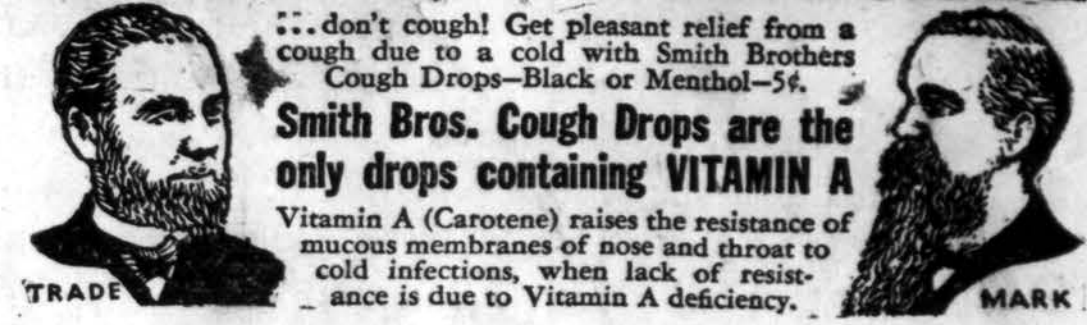 ...don't cough! Get pleasant relief from a
cough due to a cold with Smith Brothers
Cough Drops—Black or Menthol—5¢.
Smith Bros. Cough Drops are the
only drops containing VITAMIN A
Vitamin A (Carotene) raises the resistance of
mucous membranes of nose and throat to
cold infections, when lack of resist-
ance is due to Vitamin A deficiency.
TRADE
MARK